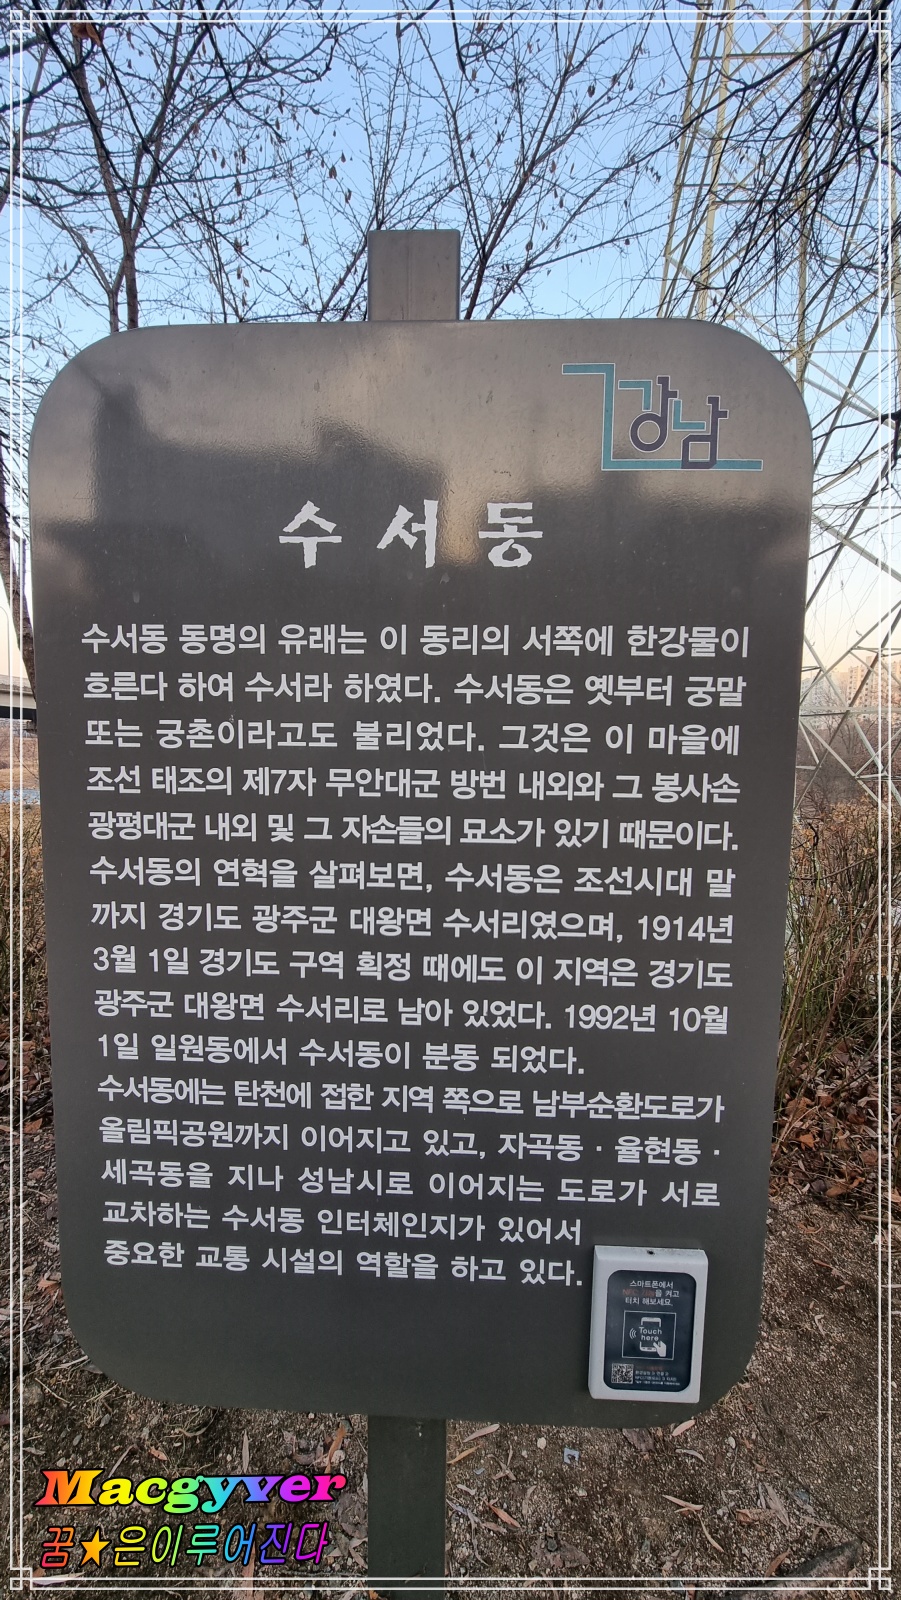 강남
수서동
수서동 동명의 유래는 이 동리의 서쪽에 한강물이
흐른다 하여 수서라 하였다. 수서동은 옛부터 궁말
또는 궁촌이라고도 불리었다. 그것은 이 마을에
조선 태조의 제7자 무안대군 방번 내외와 그 봉사손
광평대군 내외 및 그 자손들의 묘소가 있기 때문이다.
수서동의 연혁을 살펴보면, 수서동은 조선시대 말
까지 경기도 광주군 대왕면 수서리였으며, 1914년
3월 1일 경기도 구역 획정 때에도 이 지역은 경기도
광주군 대왕면 수서리로 남아 있었다. 1992년 10월
1일 일원동에서 수서동이 분동 되었다.
수서동에는 탄천에 접한 지역 쪽으로 남부순환도로가
올림픽공원까지 이어지고 있고, 자곡동 · 율현동 ·
세곡동을 지나 성남시로 이어지는 도로가 서로
교차하는 수서동 인터체인지가 있어서
중요한 교통 시설의 역할을 하고 있다.
스마트폰에서
를 켜고
터치 해보세요.
Touch
here
Macgyver
꿈★은이루어진다